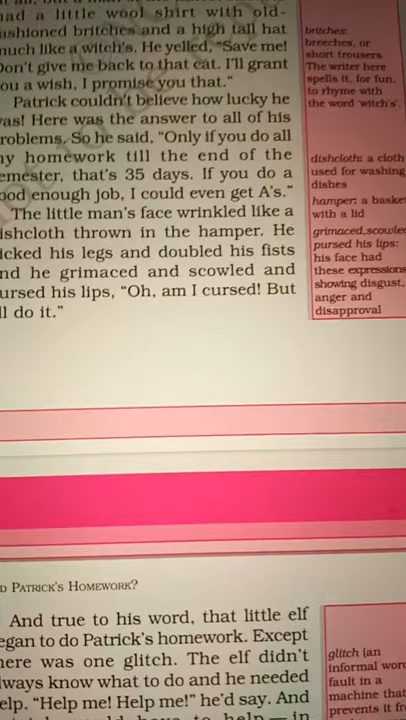 had a little wool shirt with old-
ashioned britches and a high tall hat
much like a witch's. He yelled, "Save me!
Don't give me back to that cat. I'll grant
ou a wish, I promise you that."
Patrick couldn't believe how lucky he
was! Here was the answer to all of his
roblems. So he said, "Only if you do all
my homework till the end of the
emester, that's 35 days. If you do a
ood enough job, I could even get A's."
The little man's face wrinkled like a
ishcloth thrown in the hamper. He
icked his legs and doubled his fists
nd he grimaced and scowled and
ursed his lips, "Oh, am I cursed! But
ll do it."
britches:
breeches, or
short trousers.
The writer here
spells it, for fun,
to rhyme with
the word 'witch's'.
dishcloth: a cloth
used for washing
dishes
hamper: a basket
with a lid
grimaced,scowled
pursed his lips:
his face had
these expressions
showing disgust,
anger and
disapproval
D PATRICK'S HOMEWORK?
And true to his word, that little elf
egan to do Patrick's homework. Except
here was one glitch. The elf didn't
lways know what to do and he needed
elp. "Help me! Help me!" he'd say. And
to help — in
glitch (an
informal word
fault in a
machine that
prevents it fr